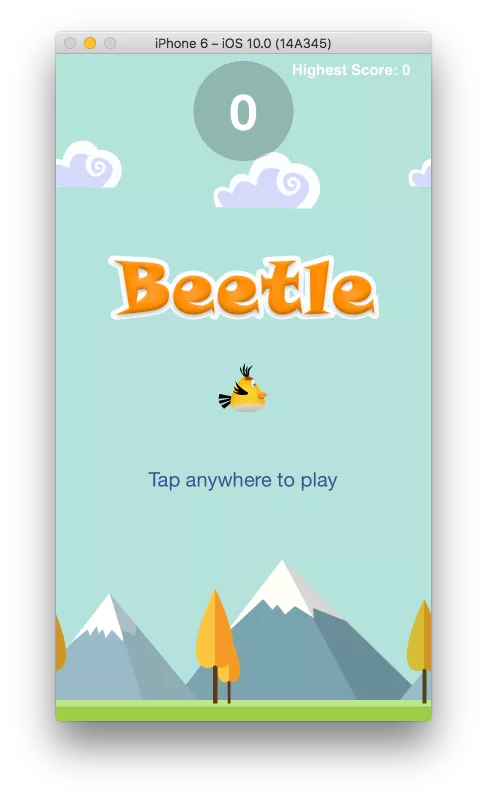 iPhone 6 – iOS 10.0 (14A345)
Highest Score: 0
0
Beetle
Tap anywhere to play